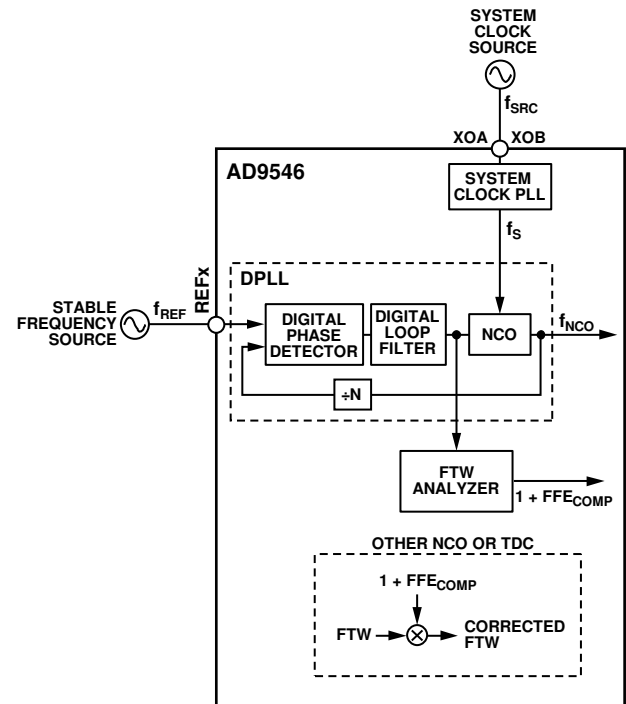 SYSTEM
CLOCK
SOURCE
fSRC
XOA XOB
AD9546
SYSTEM
CLOCK PLL
fS
REFx
DPLL
STABLE
FREQUENCY
SOURCE
fREF
DIGITAL
PHASE
DETECTOR
DIGITAL
LOOP
FILTER
NCO
fNCO
÷N
FTW
ANALYZER
1 + FFECOMP
OTHER NCO OR TDC
1 + FFECOMP
FTW
CORRECTED
FTW